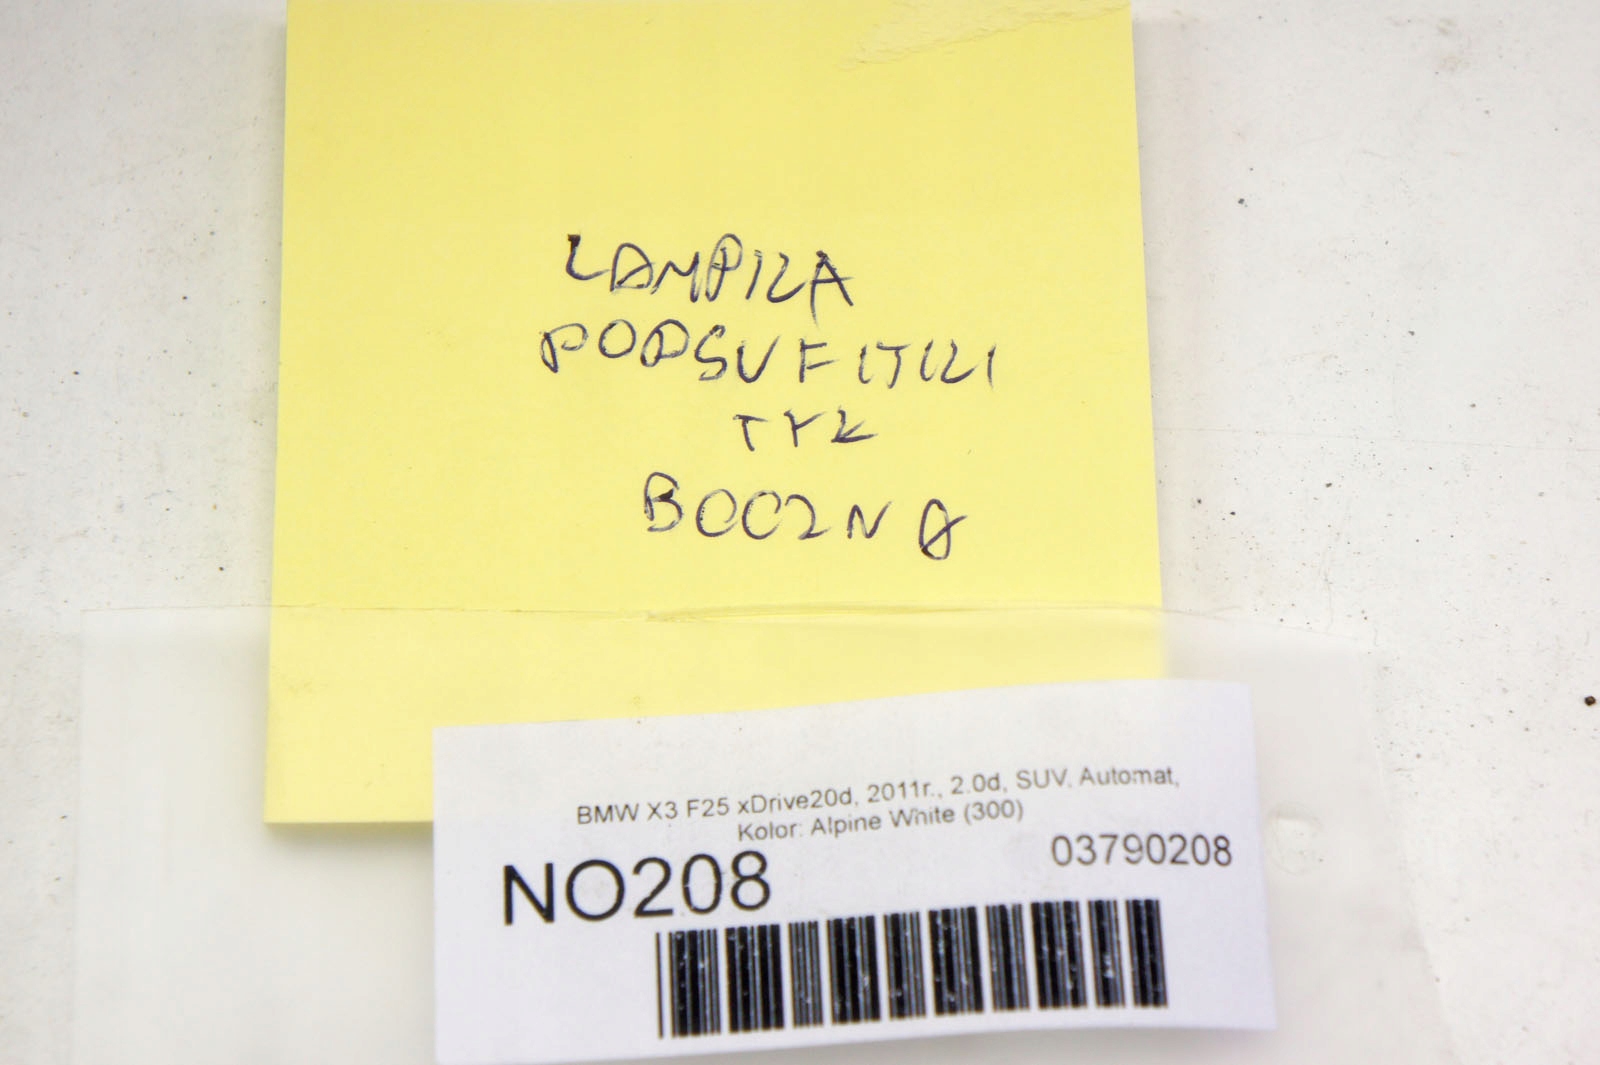 LAMPKA
PODSUFITKI
TYŁ
BOCZNA
BMW X3 F25 xDrive20d, 2011r., 2.0d, SUV, Automat,
Kolor: Alpine White (300)
NO208
03790208